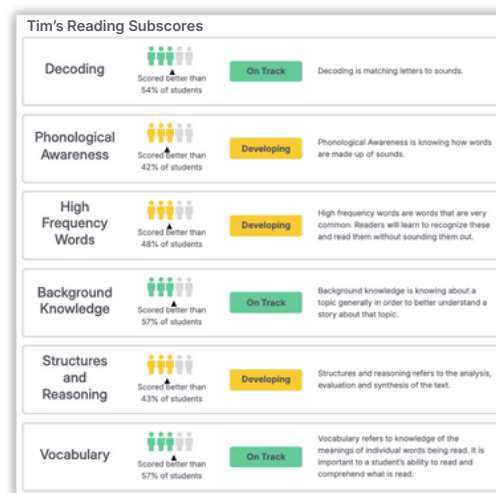 Tim's Reading Subscores
Decoding
Scored better than
54% of students
On Track
Decoding is matching letters to sounds.
Phonological
Awareness
Scored better than
42% of students
Developing
Phonological Awareness is knowing how words
are made up of sounds.
High
Frequency
Words
Scored better than
48% of students
Developing
High frequency words are words that are very
common. Readers will learn to recognize these
and read them without sounding them out.
Background
Knowledge
Scored better than
57% of students
On Track
Background knowledge is knowing about a
topic generally in order to better understand a
story about that topic.
Structures
and
Reasoning
Scored better than
43% of students
Developing
Structures and reasoning refers to the analysis,
evaluation and synthesis of the text.
Vocabulary
Scored better than
57% of students
On Track
Vocabulary refers to knowledge of the
meanings of individual words being read. It is
important to a student's ability to read and
comprehend what is read.